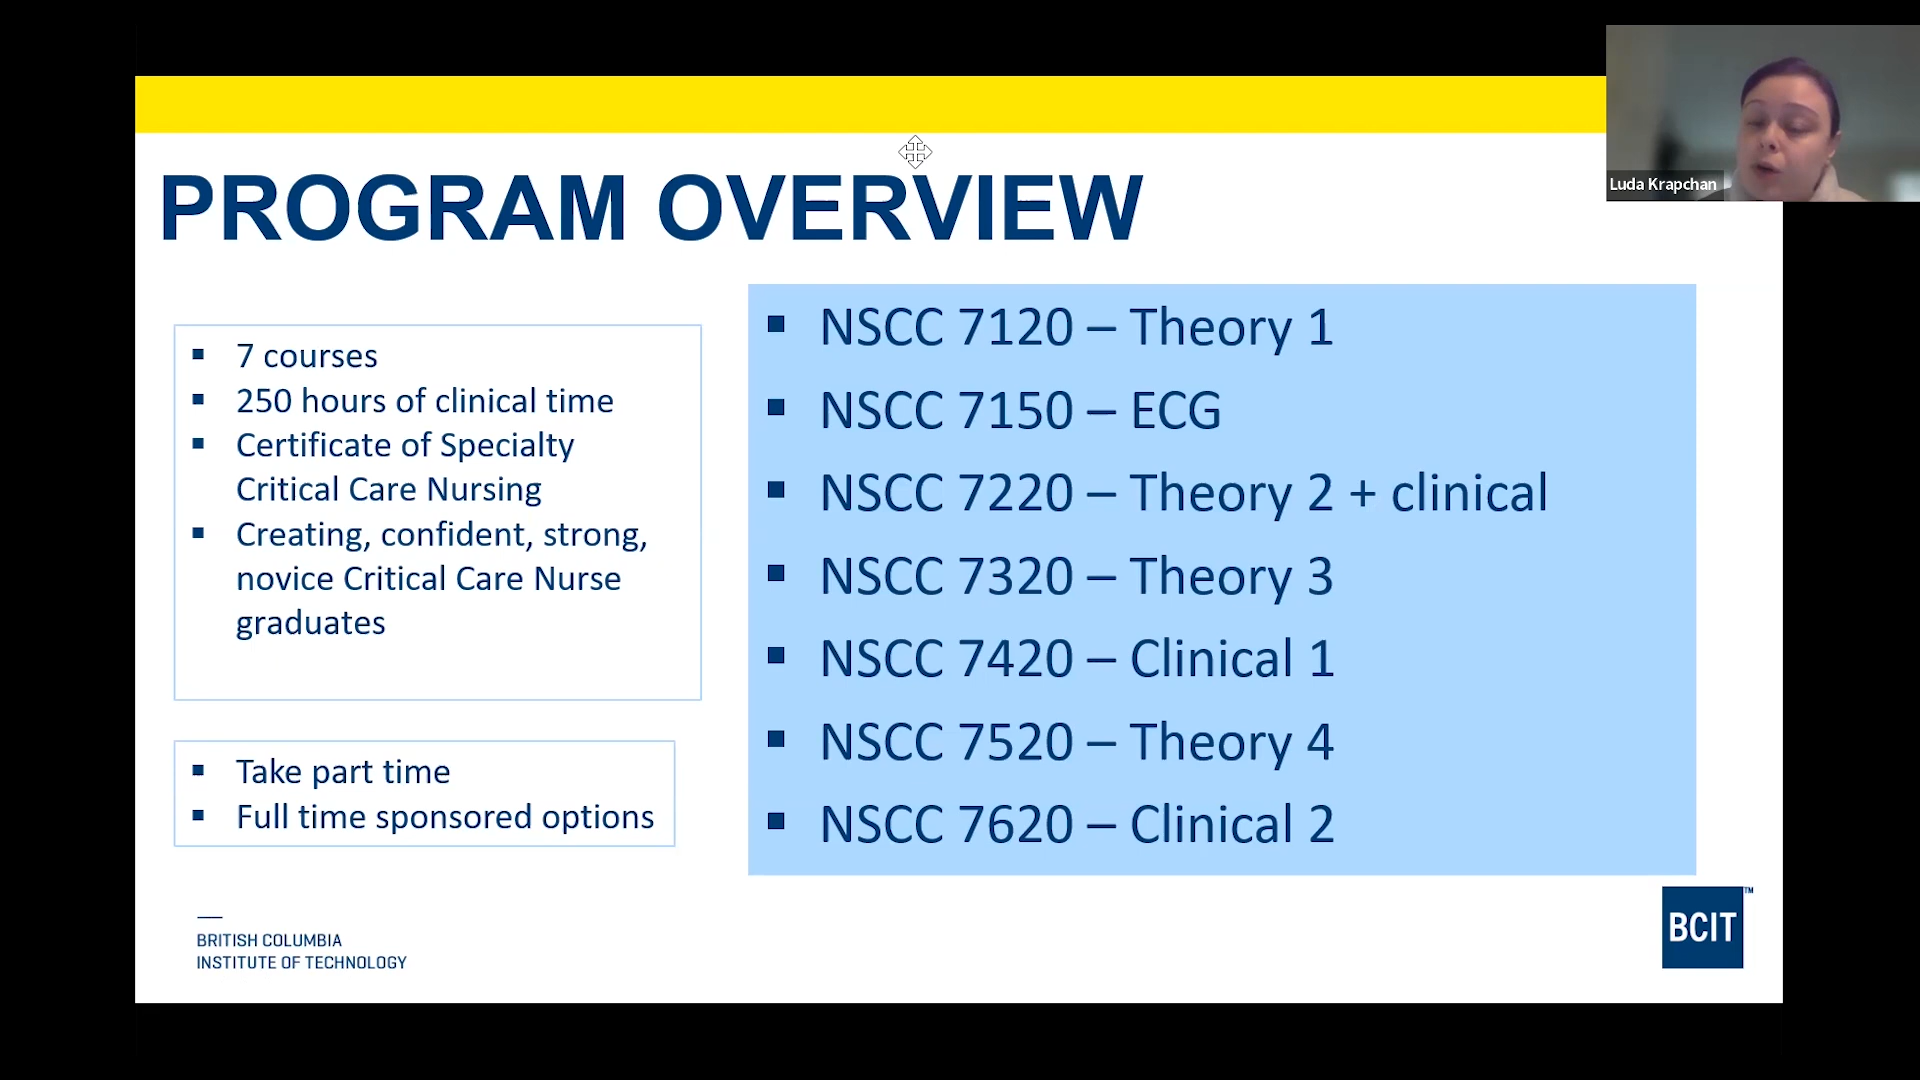 Luda Krapchan
PROGRAM OVERVIEW
▪ 7 courses
▪ 250 hours of clinical time
▪ Certificate of Specialty
Critical Care Nursing
▪ Creating, confident, strong,
novice Critical Care Nurse
graduates
▪ Take part time
▪ Full time sponsored options
▪ NSCC 7120 – Theory 1
▪ NSCC 7150 – ECG
▪ NSCC 7220 – Theory 2 + clinical
▪ NSCC 7320 – Theory 3
▪ NSCC 7420 – Clinical 1
▪ NSCC 7520 – Theory 4
▪ NSCC 7620 – Clinical 2
BRITISH COLUMBIA
INSTITUTE OF TECHNOLOGY
BCIT™